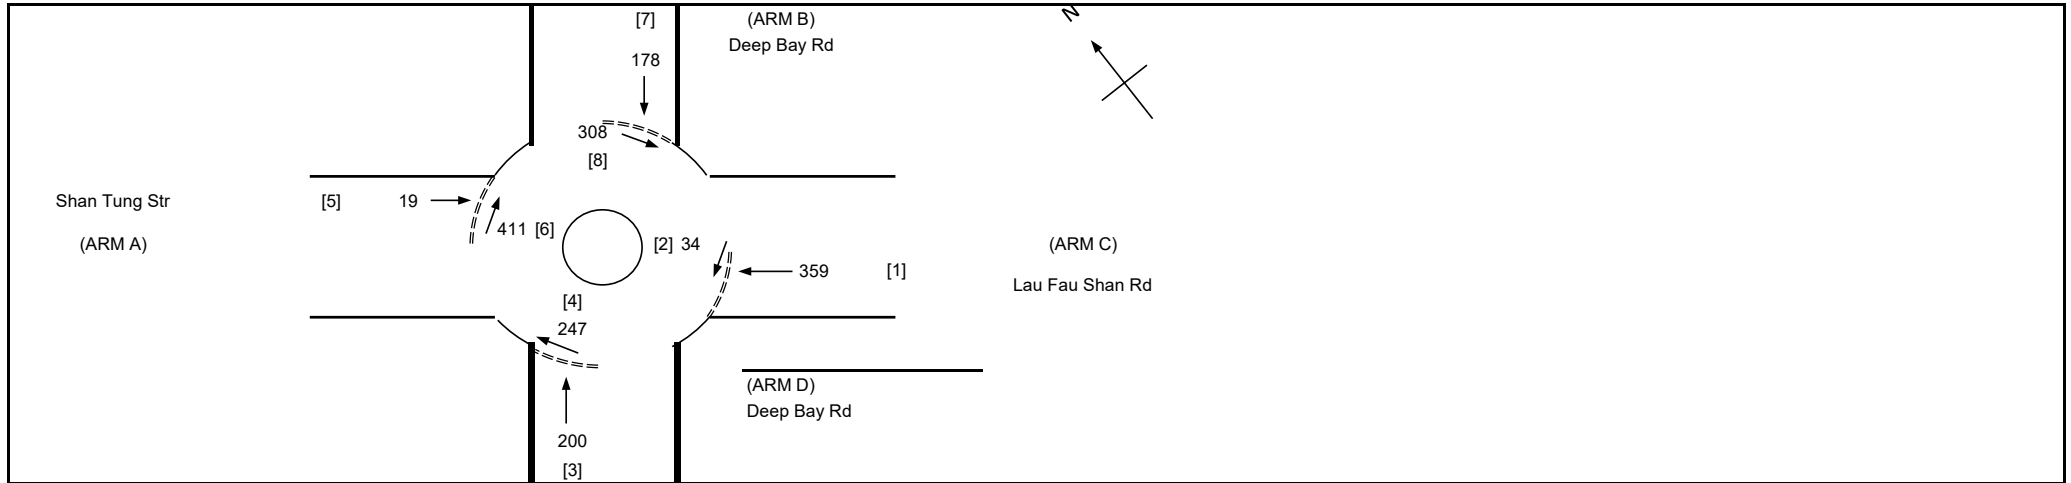 [7]
(ARM B)
N
Deep Bay Rd
178
308
[8]
Shan Tung Str
[5]
19
411 [6]
[2] 34
(ARM A)
(ARM C)
359
[1]
Lau Fau Shan Rd
[4]
247
(ARM D)
Deep Bay Rd
200
[3]